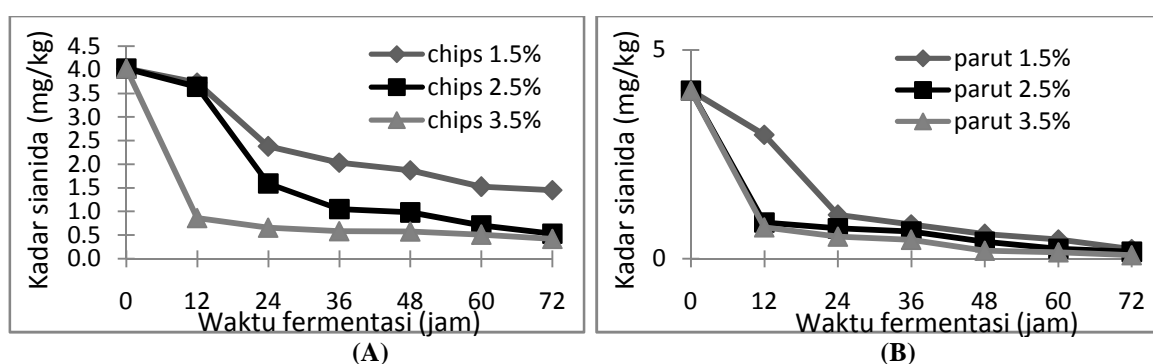 Kadar sianida (mg/kg)
4.5
4.0
3.5
3.0
2.5
2.0
1.5
1.0
0.5
0.0
chips 1.5%
chips 2.5%
chips 3.5%
0 12 24 36 48 60 72
Waktu fermentasi (jam)
(A)
Kadar sianida (mg/kg)
5
0
parut 1.5%
parut 2.5%
parut 3.5%
0 12 24 36 48 60 72
Waktu fermentasi (jam)
(B)